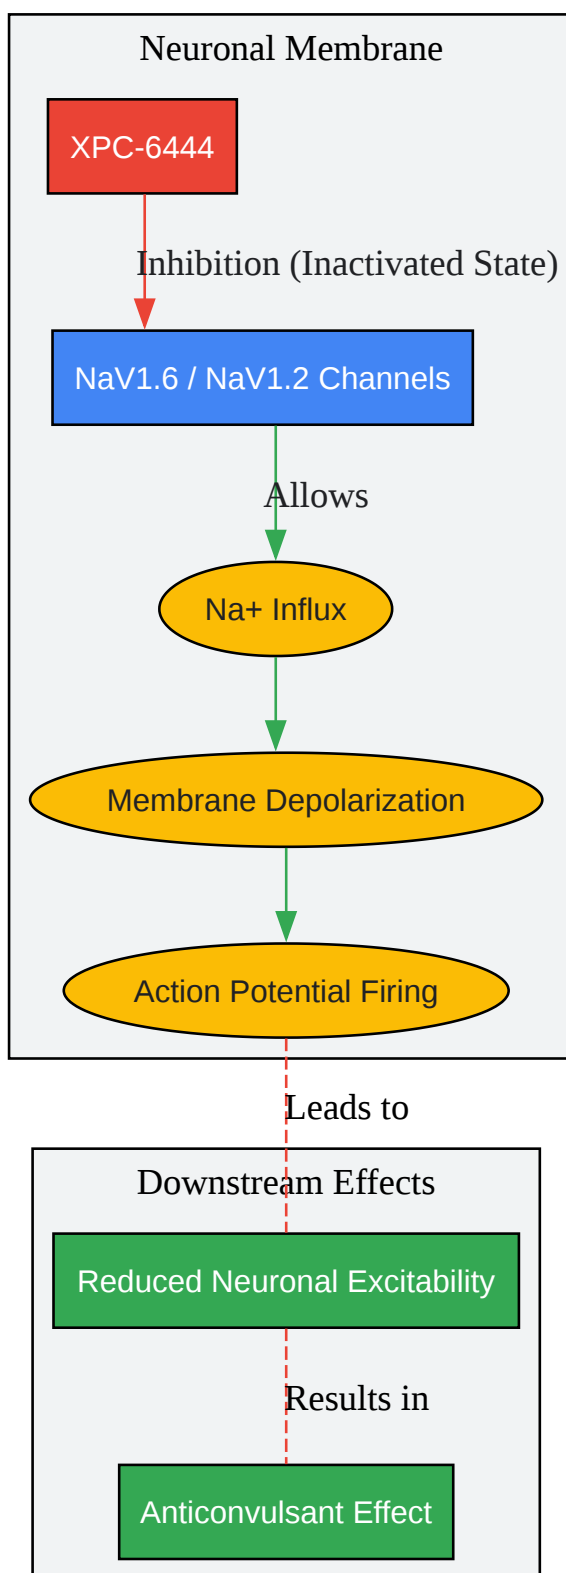 Neuronal Membrane
XPC-6444
Inhibition (Inactivated State)
NaV1.6 / NaV1.2 Channels
Allows
Na+ Influx
Membrane Depolarization
Action Potential Firing
Leads to
Downstream Effects
Reduced Neuronal Excitability
Results in
Anticonvulsant Effect